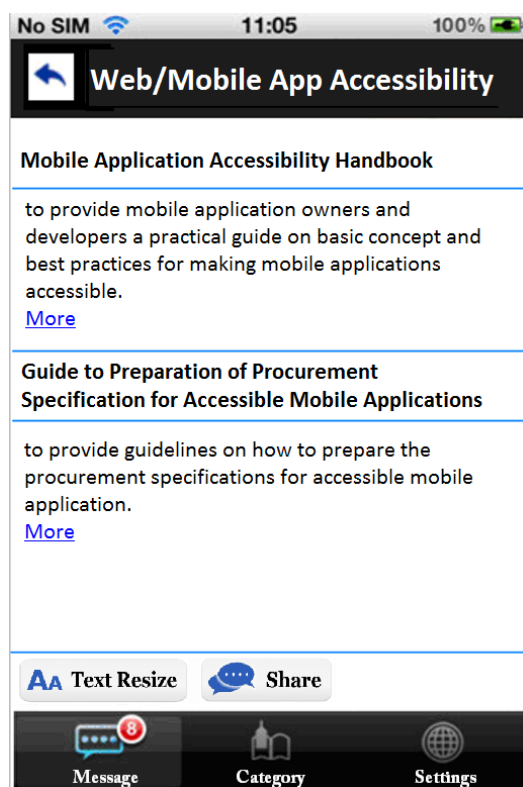 No SIM 11:05 100%
Web/Mobile App Accessibility
Mobile Application Accessibility Handbook
to provide mobile application owners and
developers a practical guide on basic concept and
best practices for making mobile applications
accessible.
More
Guide to Preparation of Procurement
Specification for Accessible Mobile Applications
to provide guidelines on how to prepare the
procurement specifications for accessible mobile
application.
More
AA Text Resize Share
8
Message Category Settings